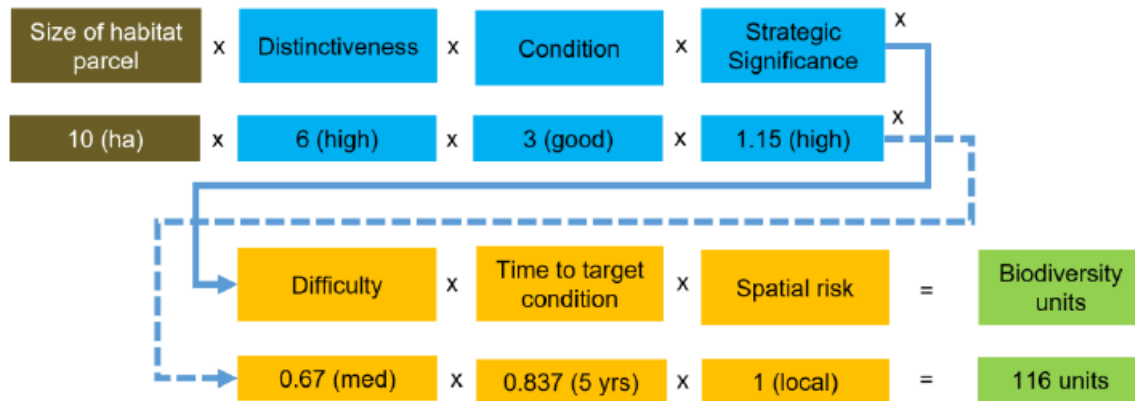 Size of habitat parcel x Distinctiveness x Condition x Strategic Significance x
10 (ha) x 6 (high) x 3 (good) x 1.15 (high) x
Difficulty x Time to target condition x Spatial risk = Biodiversity units
0.67 (med) x 0.837 (5 yrs) x 1 (local) = 116 units